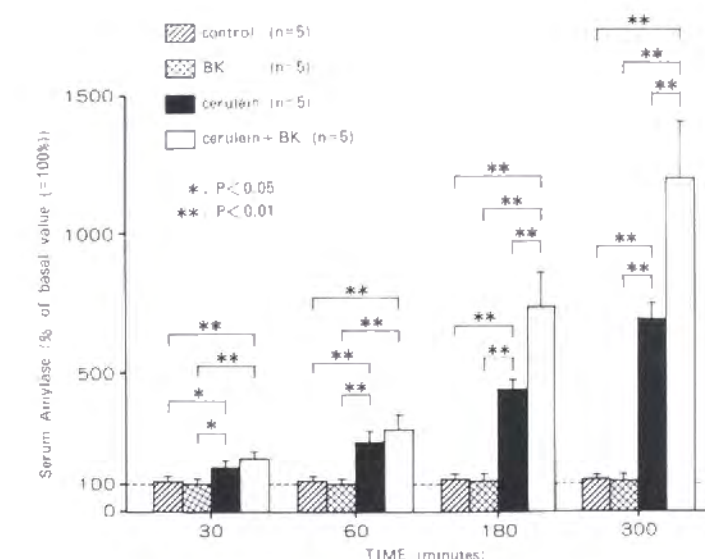 control (n=5)
BK (n=5)
cerulein (n=5)
cerulein + BK (n=5)
*, P<0.05
**, P<0.01
Serum Amylase (% of basal value (=100%))
1500
1000
500
100
0
** ** **
** ** **
** **
** **
** **
** **
** **
** **
* *
30 60 180 300
TIME (minutes)